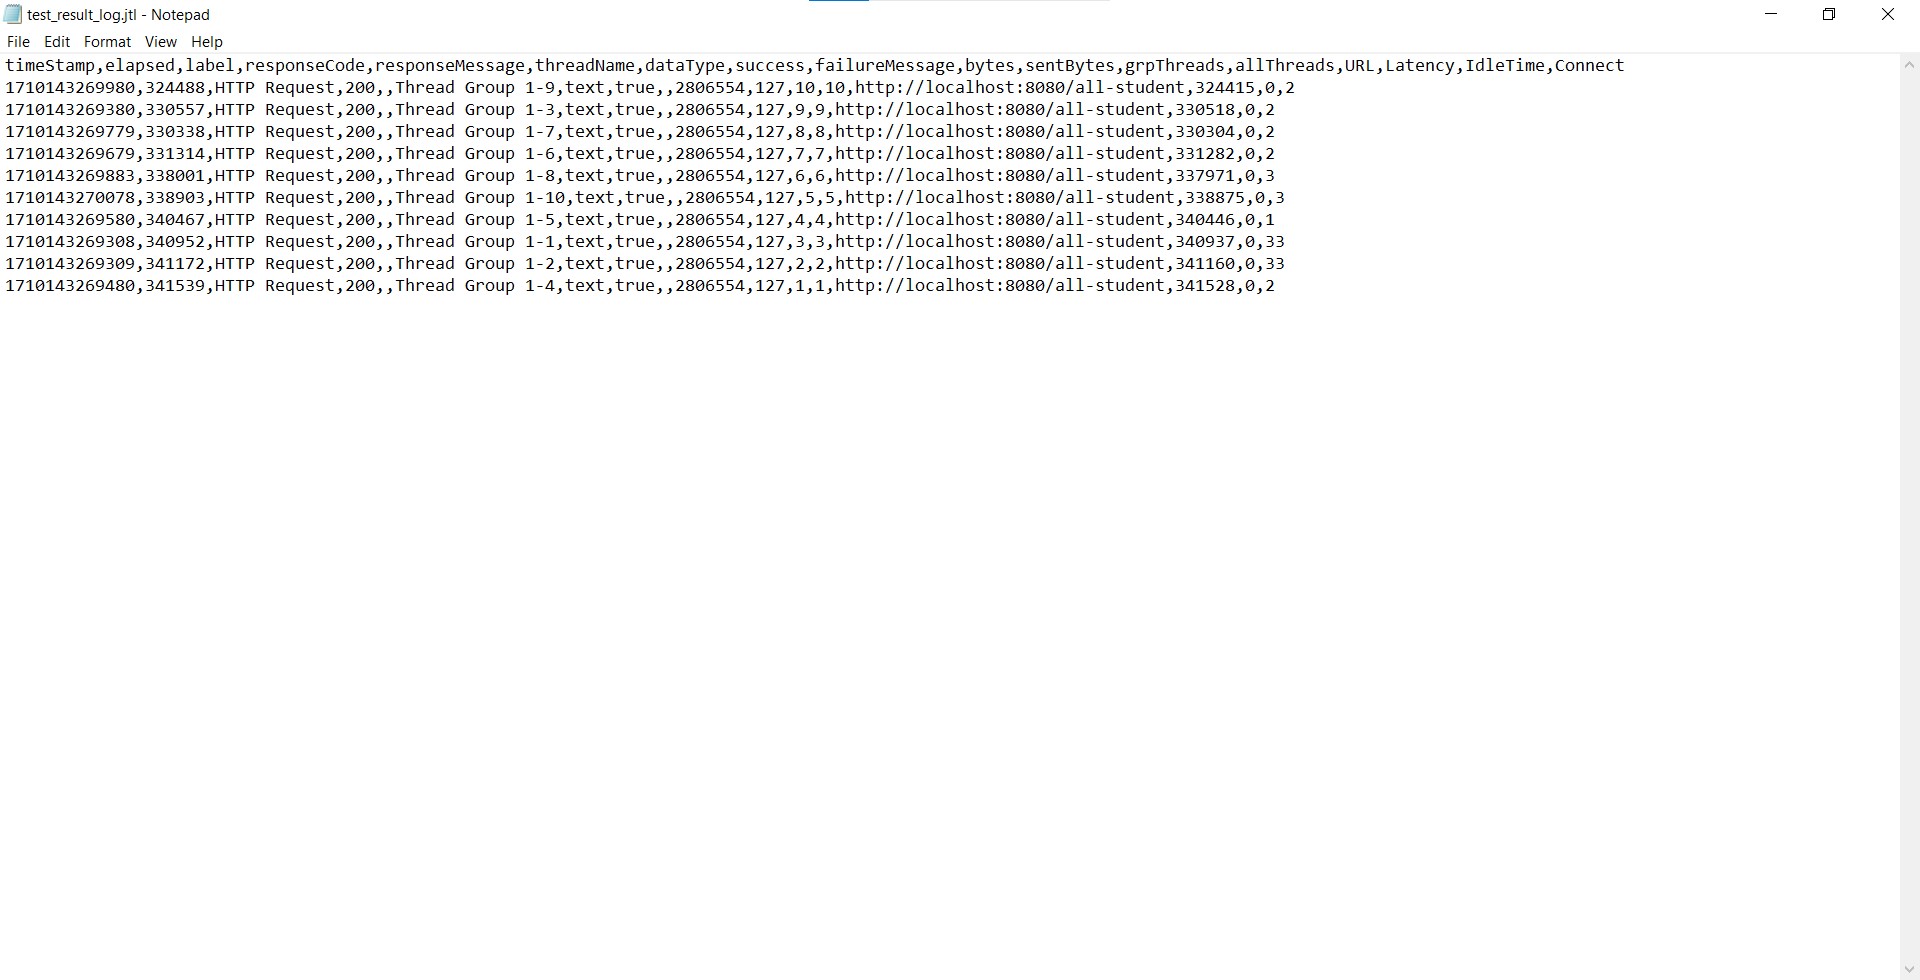 test_result_log.jtl - Notepad
File Edit Format View Help
timeStamp,elapsed,label,responseCode,responseMessage,threadName,dataType,success,failureMessage,bytes,sentBytes,grpThreads,allThreads,URL,Latency,IdleTime,Connect
1710143269980,324488,HTTP Request,200,,Thread Group 1-9,text,true,,2806554,127,10,10,http://localhost:8080/all-student,324415,0,2
1710143269380,330557,HTTP Request,200,,Thread Group 1-3,text,true,,2806554,127,9,9,http://localhost:8080/all-student,330518,0,2
1710143269779,330338,HTTP Request,200,,Thread Group 1-7,text,true,,2806554,127,8,8,http://localhost:8080/all-student,330304,0,2
1710143269679,331314,HTTP Request,200,,Thread Group 1-6,text,true,,2806554,127,7,7,http://localhost:8080/all-student,331282,0,2
1710143269883,338001,HTTP Request,200,,Thread Group 1-8,text,true,,2806554,127,6,6,http://localhost:8080/all-student,337971,0,3
1710143270078,338903,HTTP Request,200,,Thread Group 1-10,text,true,,2806554,127,5,5,http://localhost:8080/all-student,338875,0,3
1710143269580,340467,HTTP Request,200,,Thread Group 1-5,text,true,,2806554,127,4,4,http://localhost:8080/all-student,340446,0,1
1710143269308,340952,HTTP Request,200,,Thread Group 1-1,text,true,,2806554,127,3,3,http://localhost:8080/all-student,340937,0,33
1710143269309,341172,HTTP Request,200,,Thread Group 1-2,text,true,,2806554,127,2,2,http://localhost:8080/all-student,341160,0,33
1710143269480,341539,HTTP Request,200,,Thread Group 1-4,text,true,,2806554,127,1,1,http://localhost:8080/all-student,341528,0,2